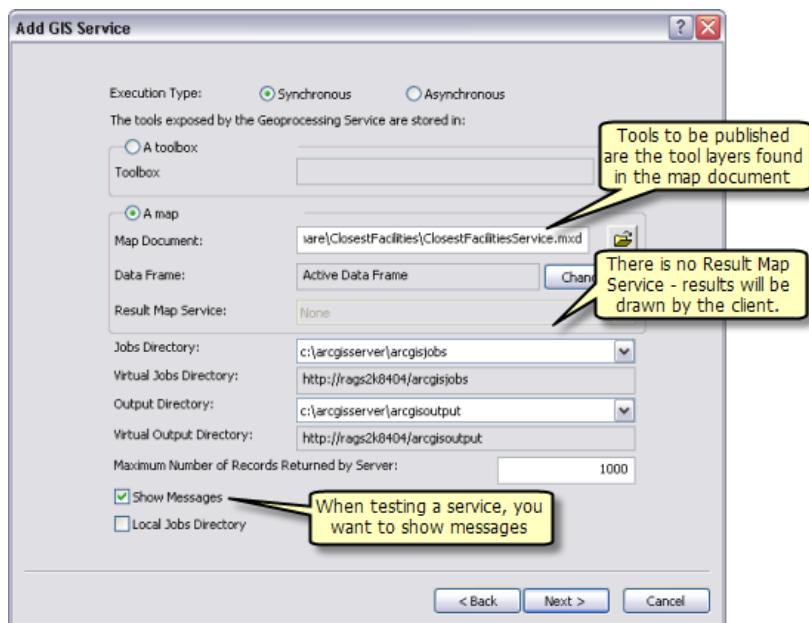 Add GIS Service
Execution Type: Synchronous Asynchronous
The tools exposed by the Geoprocessing Service are stored in:
A toolbox
Toolbox
Tools to be published
are the tool layers found
in the map document
A map
Map Document: \ClosestFacilities\ClosestFacilitiesService.mxd
Data Frame: Active Data Frame
There is no Result Map
Service - results will be
drawn by the client.
Result Map Service: None
Jobs Directory: c:\arcgisserver\arcgisjobs
Virtual Jobs Directory: http://rags2k8404/arcgisjobs
Output Directory: c:\arcgisserver\arcgisoutput
Virtual Output Directory: http://rags2k8404/arcgisoutput
Maximum Number of Records Returned by Server: 1000
Show Messages
When testing a service, you
want to show messages
Local Jobs Directory
< Back Next > Cancel